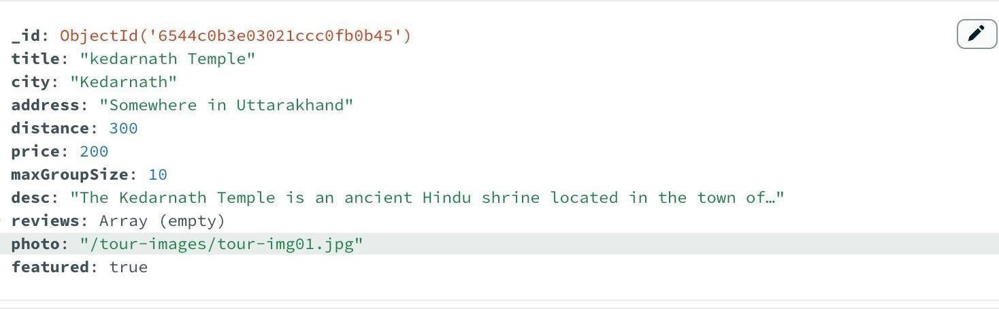 _id: ObjectId('6544c0b3e03021ccc0fb0b45')
title: "kedarnath Temple"
city: "Kedarnath"
address: "Somewhere in Uttarakhand"
distance: 300
price: 200
maxGroupSize: 10
desc: "The Kedarnath Temple is an ancient Hindu shrine located in the town of…"
reviews: Array (empty)
photo: "/tour-images/tour-img01.jpg"
featured: true